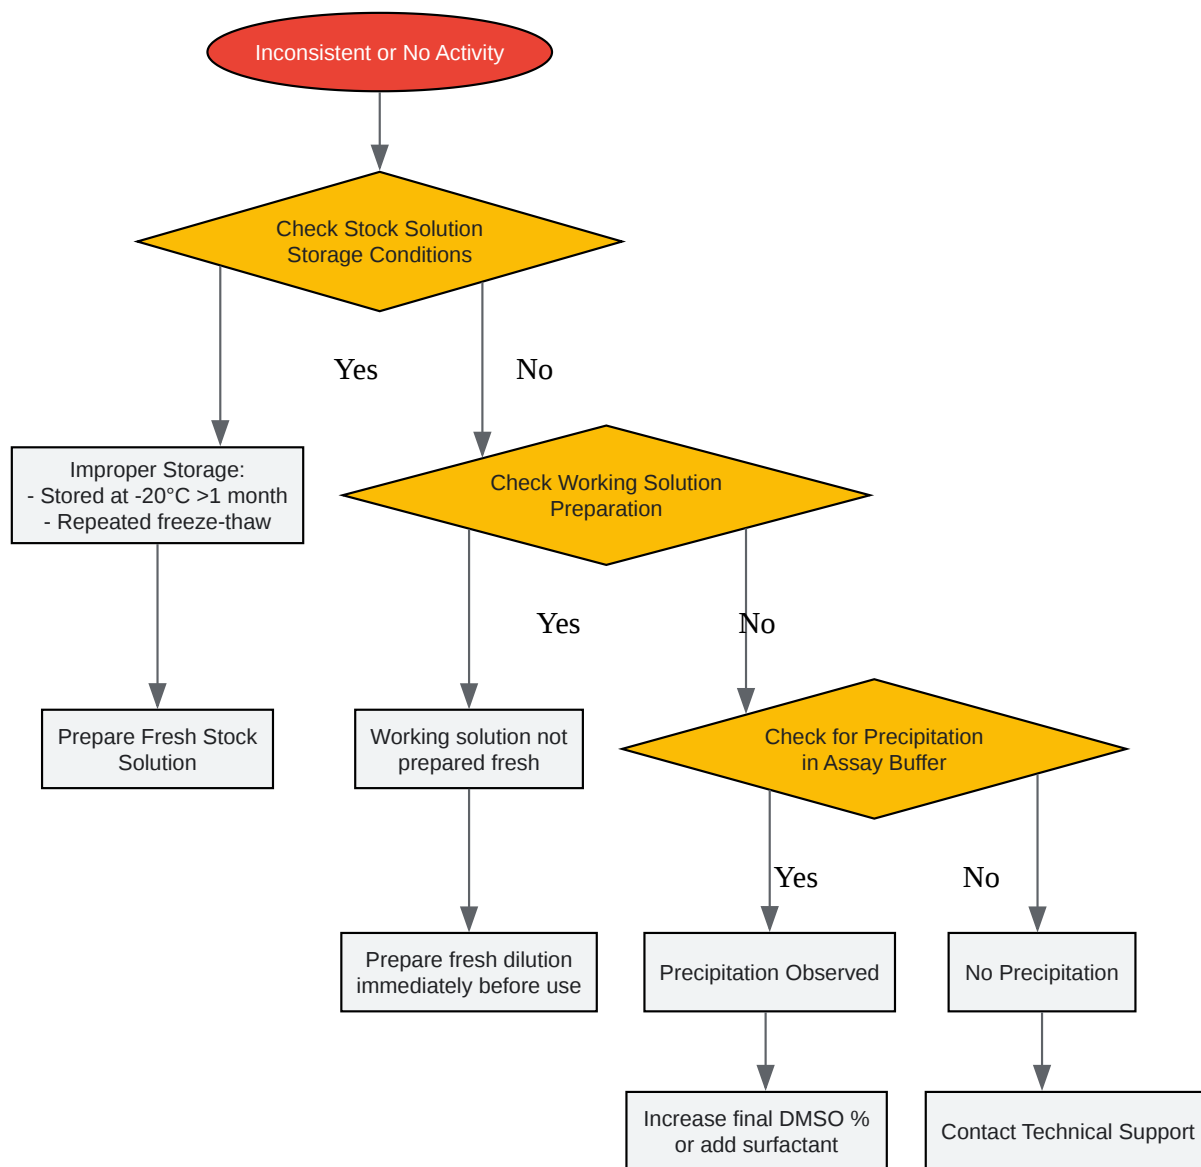 Inconsistent or No Activity
Check Stock Solution
Storage Conditions
Yes
No
Improper Storage:
- Stored at -20°C >1 month
- Repeated freeze-thaw
Check Working Solution
Preparation
Yes
No
Prepare Fresh Stock
Solution
Working solution not
prepared fresh
Check for Precipitation
in Assay Buffer
Yes
No
Prepare fresh dilution
immediately before use
Precipitation Observed
No Precipitation
Increase final DMSO %
or add surfactant
Contact Technical Support